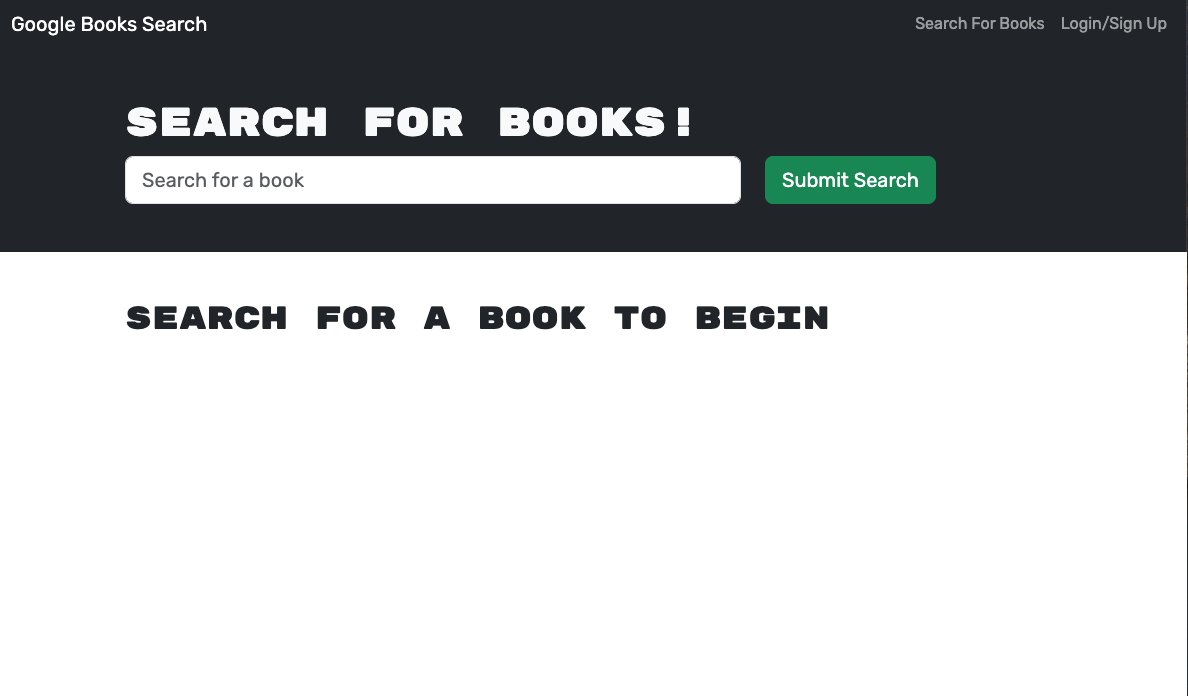 Google Books Search
Search For Books
Login/Sign Up
SEARCH FOR BOOKS!
Search for a book
Submit Search
SEARCH FOR A BOOK TO BEGIN